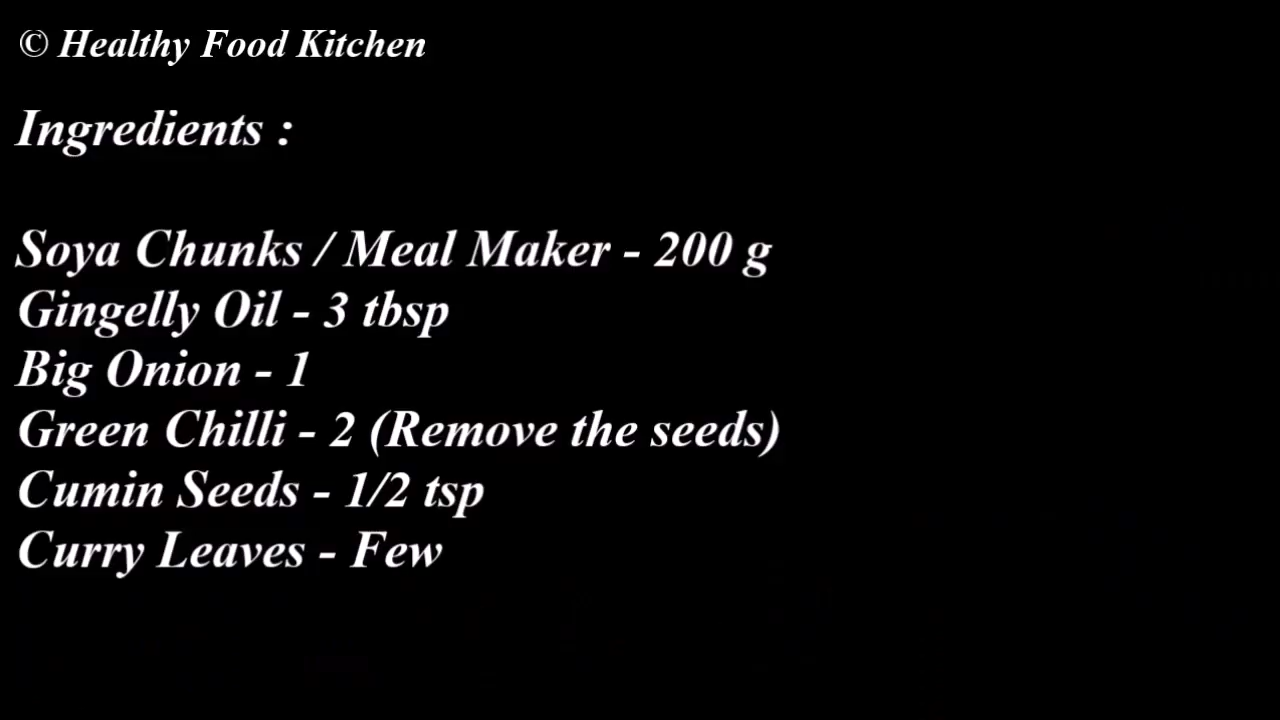 © Healthy Food Kitchen
Ingredients :
Soya Chunks / Meal Maker - 200 g
Gingelly Oil - 3 tbsp
Big Onion - 1
Green Chilli - 2 (Remove the seeds)
Cumin Seeds - 1/2 tsp
Curry Leaves - Few